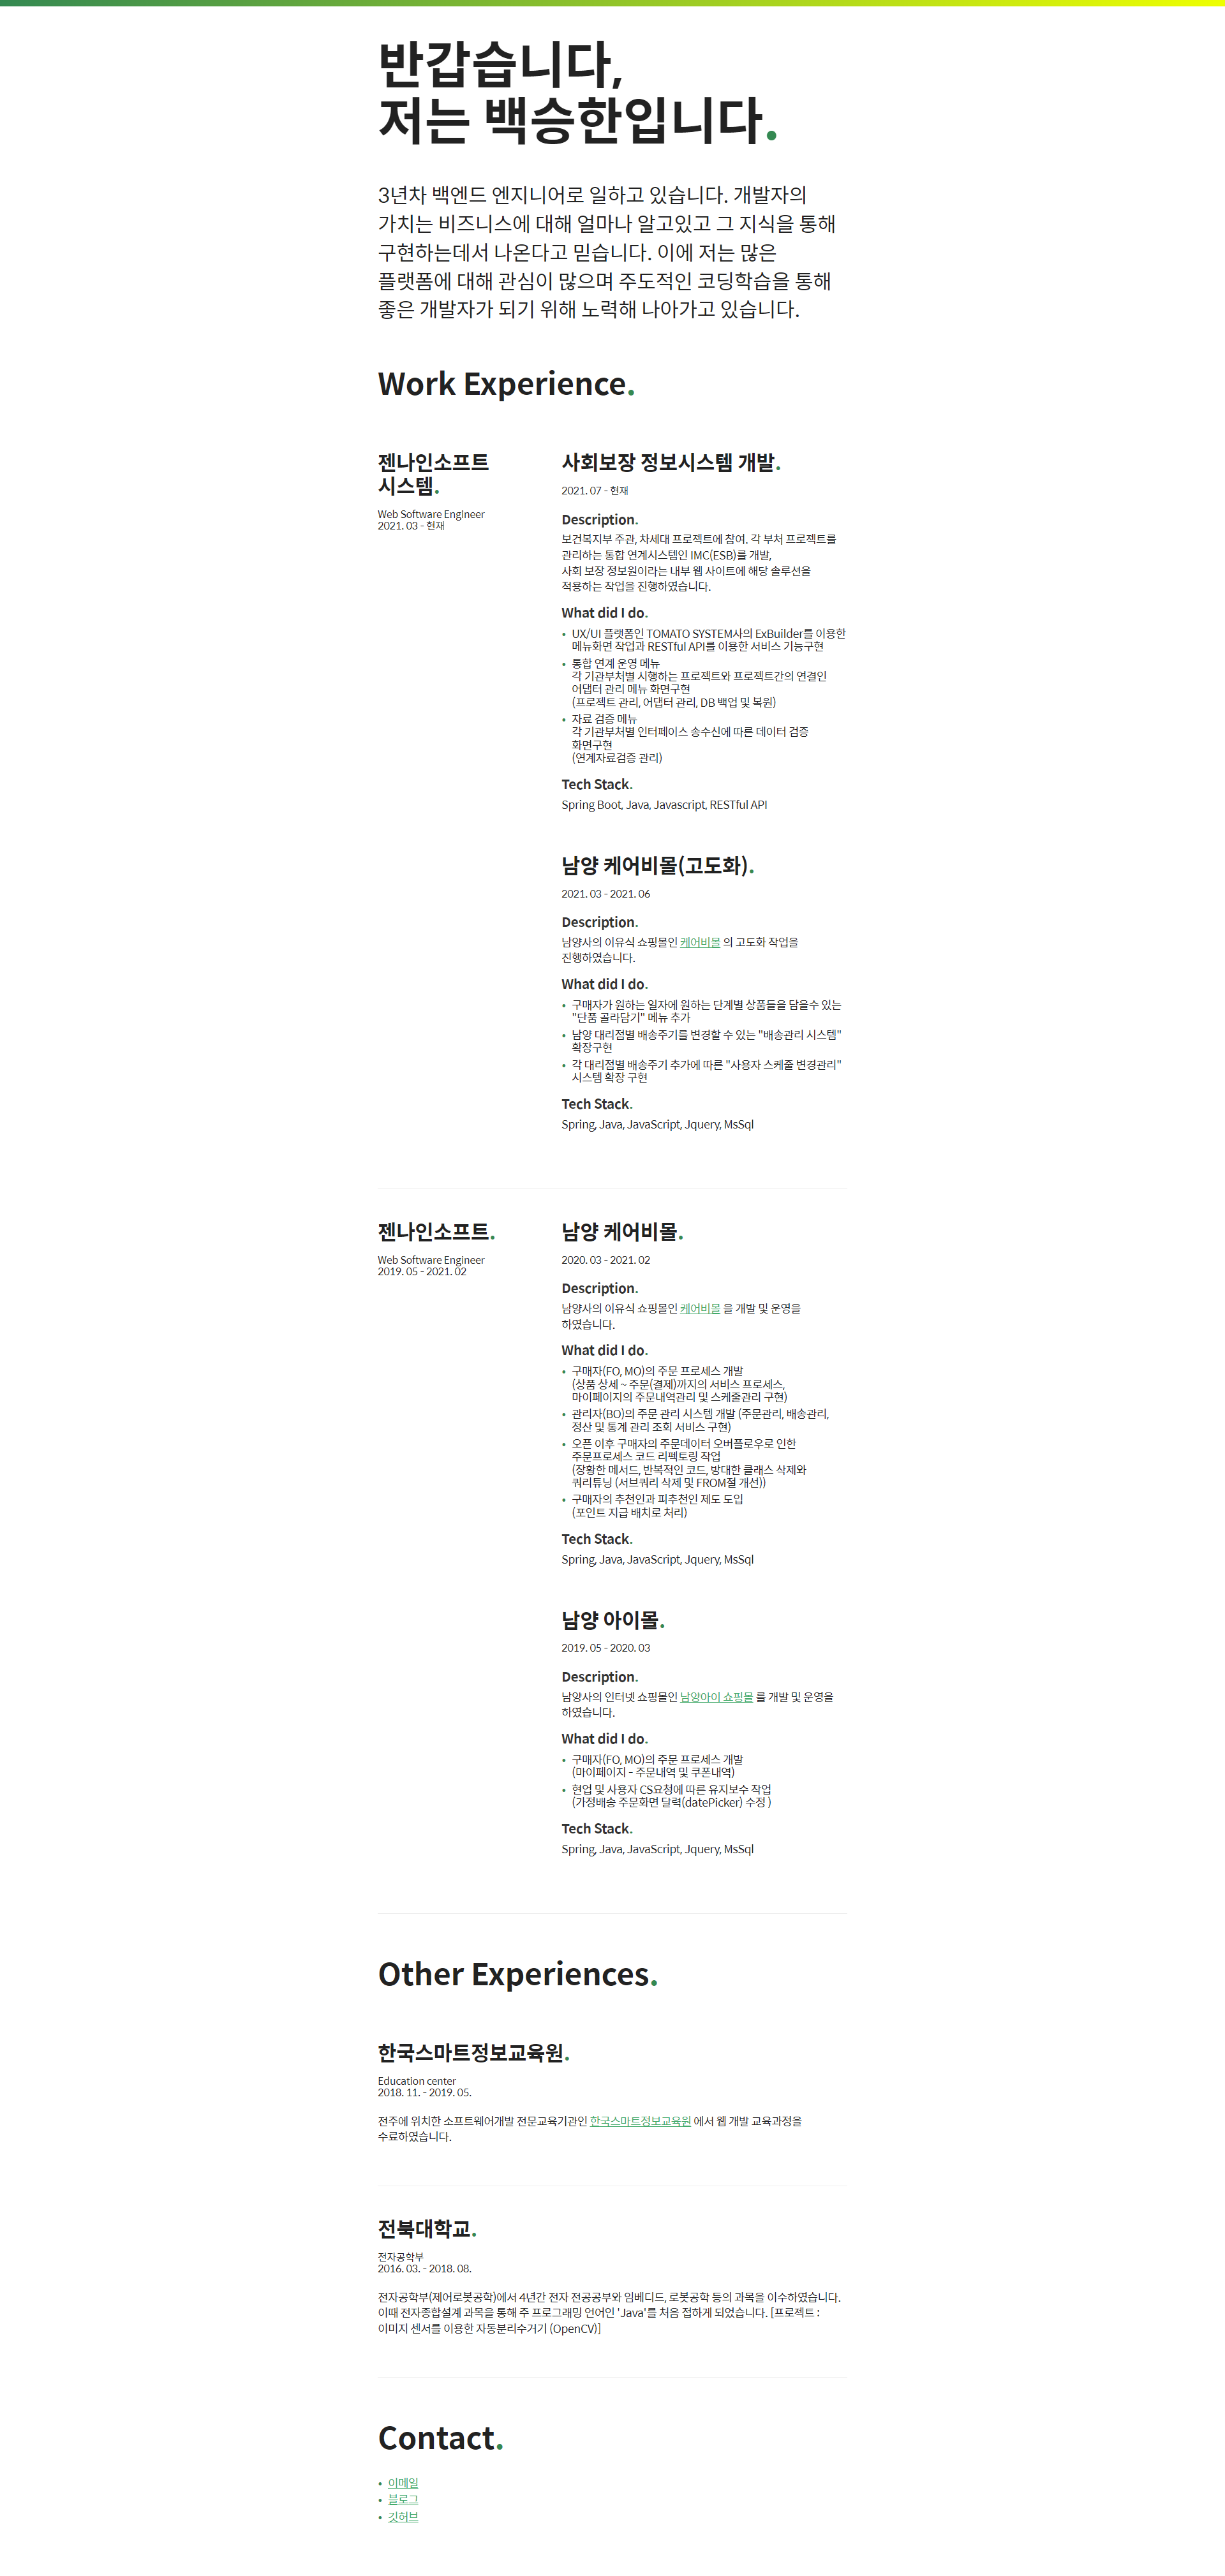 반갑습니다,
저는 백승한입니다.
3년차 백엔드 엔지니어로 일하고 있습니다. 개발자의
가치는 비즈니스에 대해 얼마나 알고있고 그 지식을 통해
구현하는데서 나온다고 믿습니다. 이에 저는 많은
플랫폼에 대해 관심이 많으며 주도적인 코딩학습을 통해
좋은 개발자가 되기 위해 노력해 나아가고 있습니다.
Work Experience.
젠나인소프트
시스템.
Web Software Engineer
2021. 03 - 현재
사회보장 정보시스템 개발.
2021. 07 - 현재
Description.
보건복지부 주관, 차세대 프로젝트에 참여. 각 부처 프로젝트를
관리하는 통합 연계시스템인 IMC(ESB)를 개발,
사회 보장 정보원이라는 내부 웹 사이트에 해당 솔루션을
적용하는 작업을 진행하였습니다.
What did I do.
• UX/UI 플랫폼인 TOMATO SYSTEM사의 ExBuilder를 이용한
메뉴화면 작업과 RESTful API를 이용한 서비스 기능구현
• 통합 연계 운영 메뉴
각 기관부처별 시행하는 프로젝트와 프로젝트간의 연결인
어댑터 관리 메뉴 화면구현
(프로젝트 관리, 어댑터 관리, DB 백업 및 복원)
• 자료 검증 메뉴
각 기관부처별 인터페이스 송수신에 따른 데이터 검증
화면구현
(연계자료검증 관리)
Tech Stack.
Spring Boot, Java, Javascript, RESTful API
남양 케어비몰(고도화).
2021. 03 - 2021. 06
Description.
남양사의 이유식 쇼핑몰인 케어비몰 의 고도화 작업을
진행하였습니다.
What did I do.
• 구매자가 원하는 일자에 원하는 단계별 상품들을 담을수 있는
"단품 골라담기" 메뉴 추가
• 남양 대리점별 배송주기를 변경할 수 있는 "배송관리 시스템"
확장구현
• 각 대리점별 배송주기 추가에 따른 "사용자 스케줄 변경관리"
시스템 확장 구현
Tech Stack.
Spring, Java, JavaScript, Jquery, MsSql
젠나인소프트.
Web Software Engineer
2019. 05 - 2021. 02
남양 케어비몰.
2020. 03 - 2021. 02
Description.
남양사의 이유식 쇼핑몰인 케어비몰 을 개발 및 운영을
하였습니다.
What did I do.
• 구매자(FO, MO)의 주문 프로세스 개발
(상품 상세 ~ 주문(결제)까지의 서비스 프로세스,
마이페이지의 주문내역관리 및 스케줄관리 구현)
• 관리자(BO)의 주문 관리 시스템 개발 (주문관리, 배송관리,
정산 및 통계 관리 조회 서비스 구현)
• 오픈 이후 구매자의 주문데이터 오버플로우로 인한
주문프로세스 코드 리펙토링 작업
(장황한 메서드, 반복적인 코드, 방대한 클래스 삭제와
쿼리튜닝 (서브쿼리 삭제 및 FROM절 개선))
• 구매자의 추천인과 피추천인 제도 도입
(포인트 지급 배치로 처리)
Tech Stack.
Spring, Java, JavaScript, Jquery, MsSql
남양 아이몰.
2019. 05 - 2020. 03
Description.
남양사의 인터넷 쇼핑몰인 남양아이 쇼핑몰 를 개발 및 운영을
하였습니다.
What did I do.
• 구매자(FO, MO)의 주문 프로세스 개발
(마이페이지 - 주문내역 및 쿠폰내역)
• 현업 및 사용자 CS요청에 따른 유지보수 작업
(가정배송 주문화면 달력(datePicker) 수정 )
Tech Stack.
Spring, Java, JavaScript, Jquery, MsSql
Other Experiences.
한국스마트정보교육원.
Education center
2018. 11. - 2019. 05.
전주에 위치한 소프트웨어개발 전문교육기관인 한국스마트정보교육원 에서 웹 개발 교육과정을
수료하였습니다.
전북대학교.
전자공학부
2016. 03. - 2018. 08.
전자공학부(제어로봇공학)에서 4년간 전자 전공공부와 임베디드, 로봇공학 등의 과목을 이수하였습니다.
이때 전자종합설계 과목을 통해 주 프로그래밍 언어인 'Java'를 처음 접하게 되었습니다. [프로젝트 :
이미지 센서를 이용한 자동분리수거기 (OpenCV)]
Contact.
• 이메일
• 블로그
• 깃허브